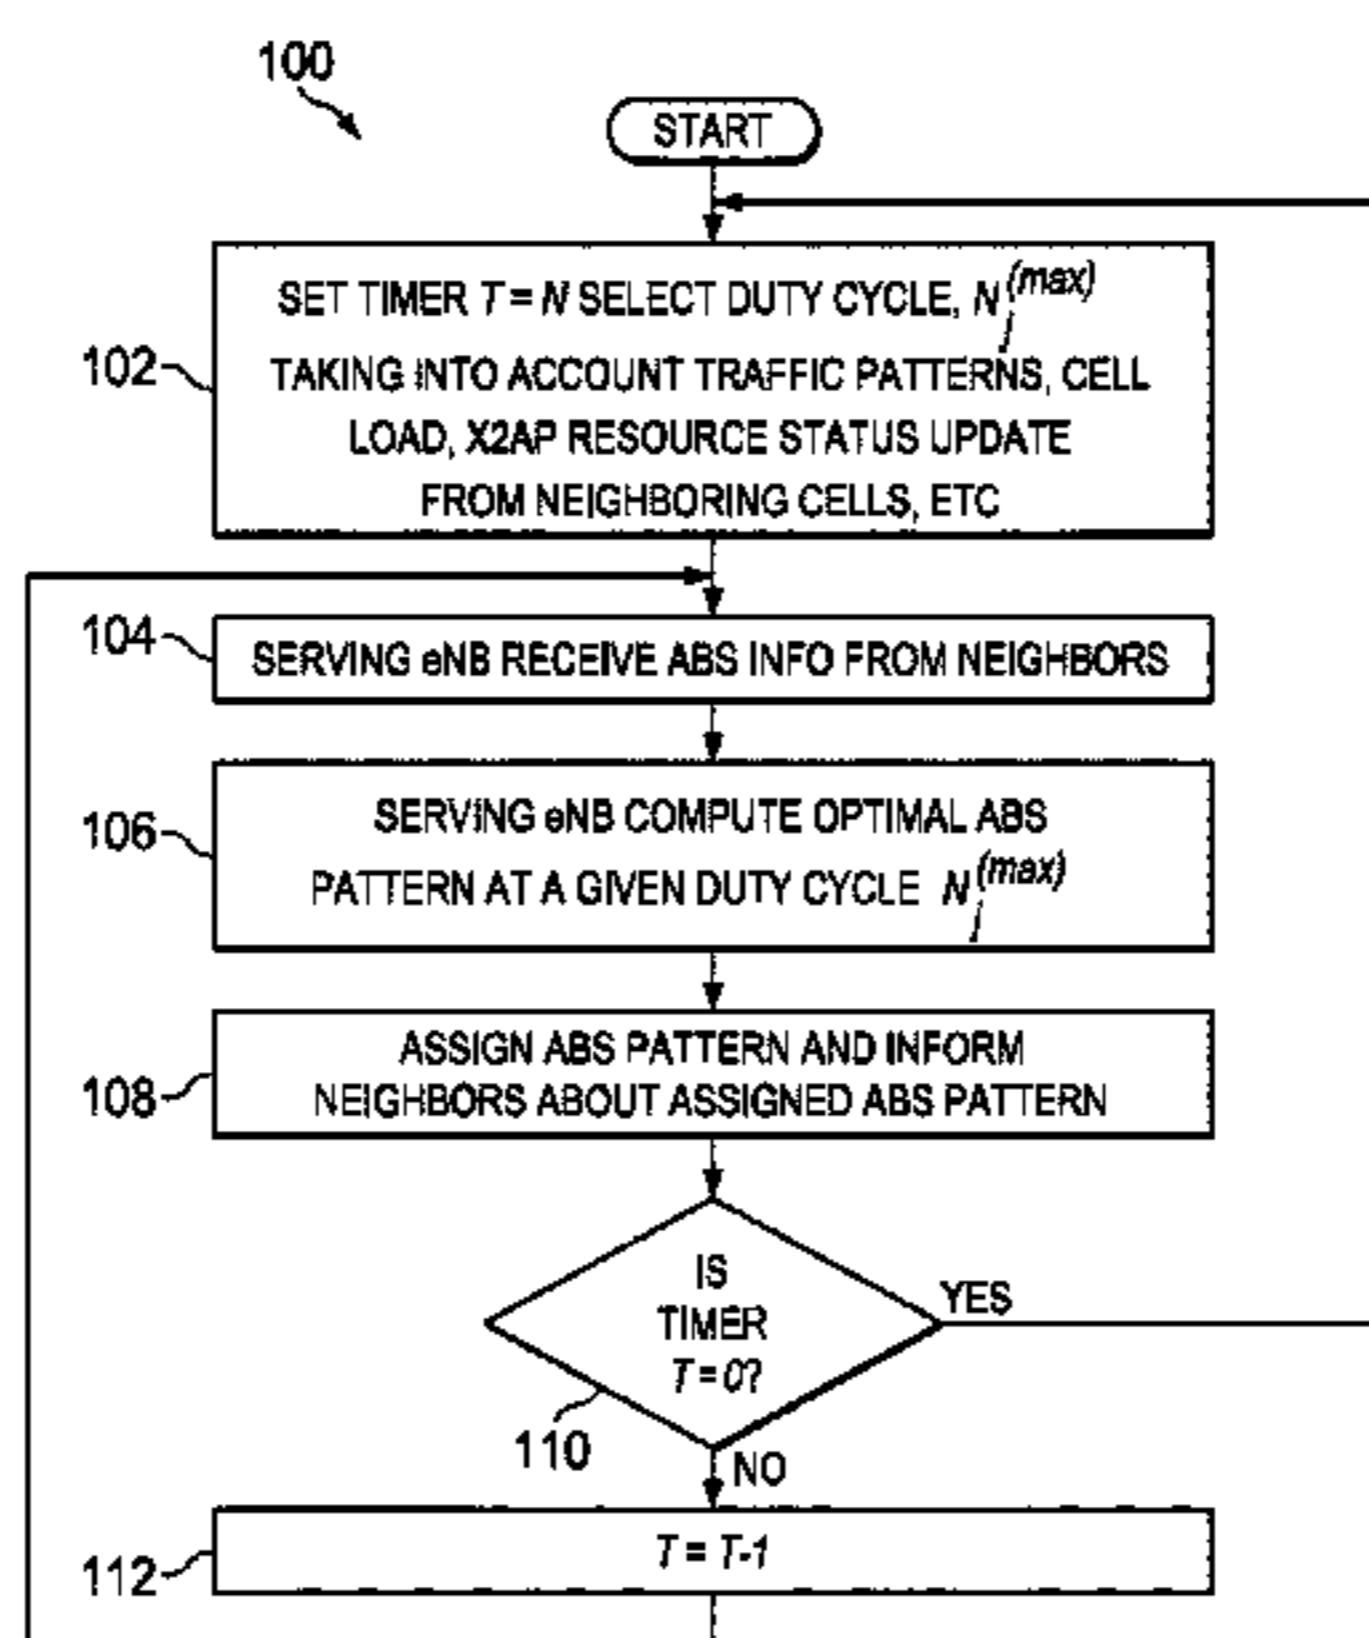 100
START
SET TIMER T = N SELECT DUTY CYCLE, N_j^(max)
102
TAKING INTO ACCOUNT TRAFFIC PATTERNS, CELL
LOAD, X2AP RESOURCE STATUS UPDATE
FROM NEIGHBORING CELLS, ETC
104
SERVING eNB RECEIVE ABS INFO FROM NEIGHBORS
106
SERVING eNB COMPUTE OPTIMAL ABS
PATTERN AT A GIVEN DUTY CYCLE N_j^(max)
108
ASSIGN ABS PATTERN AND INFORM
NEIGHBORS ABOUT ASSIGNED ABS PATTERN
IS
TIMER
T = 0?
YES
110
NO
112
T = T-1